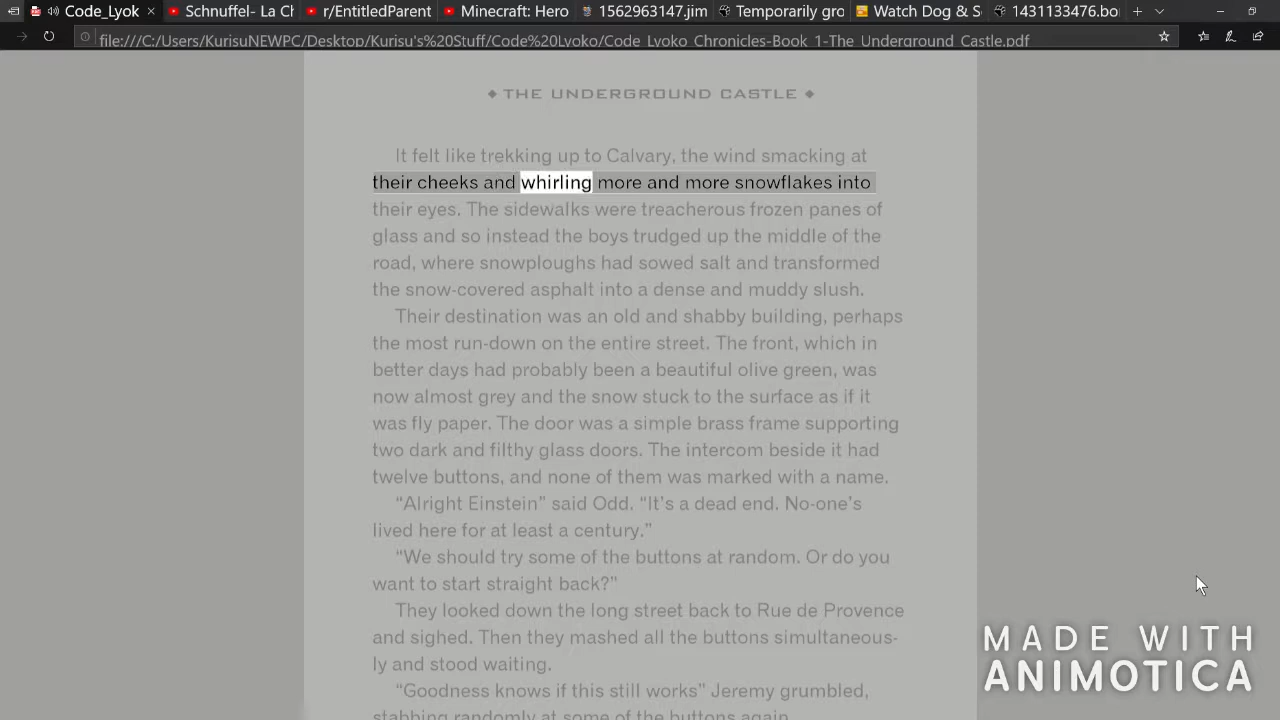 Code_Lyok
Schnuffel- La Ch
r/EntitledParent
Minecraft: Hero
1562963147.jim
Temporarily gro
Watch Dog & S
1431133476.bo
file:///C:/Users/KurisuNEWPC/Desktop/Kurisu's%20Stuff/Code%20Lyoko/Code_Lyoko_Chronicles-Book_1-The_Underground_Castle.pdf
◆ THE UNDERGROUND CASTLE ◆
It felt like trekking up to Calvary, the wind smacking at
their cheeks and whirling more and more snowflakes into
their eyes. The sidewalks were treacherous frozen panes of
glass and so instead the boys trudged up the middle of the
road, where snowploughs had sowed salt and transformed
the snow-covered asphalt into a dense and muddy slush.
Their destination was an old and shabby building, perhaps
the most run-down on the entire street. The front, which in
better days had probably been a beautiful olive green, was
now almost grey and the snow stuck to the surface as if it
was fly paper. The door was a simple brass frame supporting
two dark and filthy glass doors. The intercom beside it had
twelve buttons, and none of them was marked with a name.
“Alright Einstein” said Odd, “It’s a dead end. No-one’s
lived here for at least a century.”
“We should try some of the buttons at random. Or do you
want to start straight back?”
They looked down the long street back to Rue de Provence
and sighed. Then they mashed all the buttons simultaneous-
ly and stood waiting.
“Goodness knows if this still works” Jeremy grumbled,
stabbing randomly at some of the buttons again.
MADE WITH
ANIMOTICA